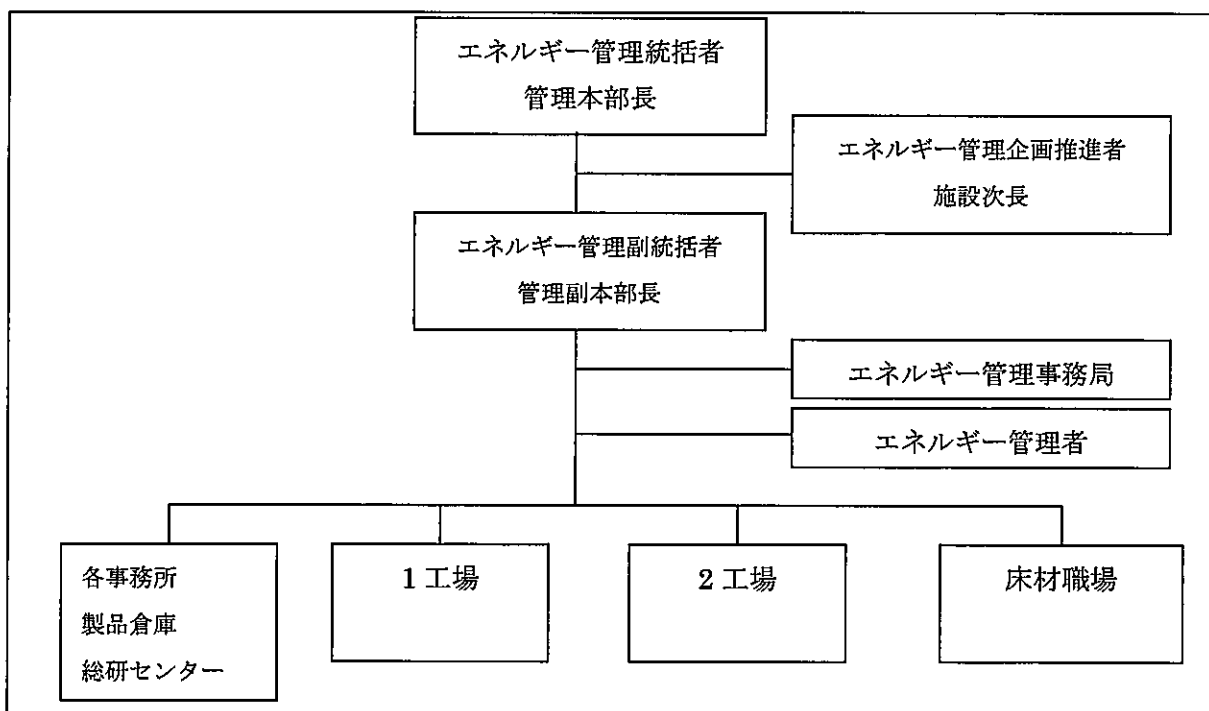 エネルギー管理統括者
管理本部長
エネルギー管理企画推進者
施設次長
エネルギー管理副統括者
管理副本部長
エネルギー管理事務局
エネルギー管理者
各事務所
製品倉庫
総研センター
1工場
2工場
床材職場